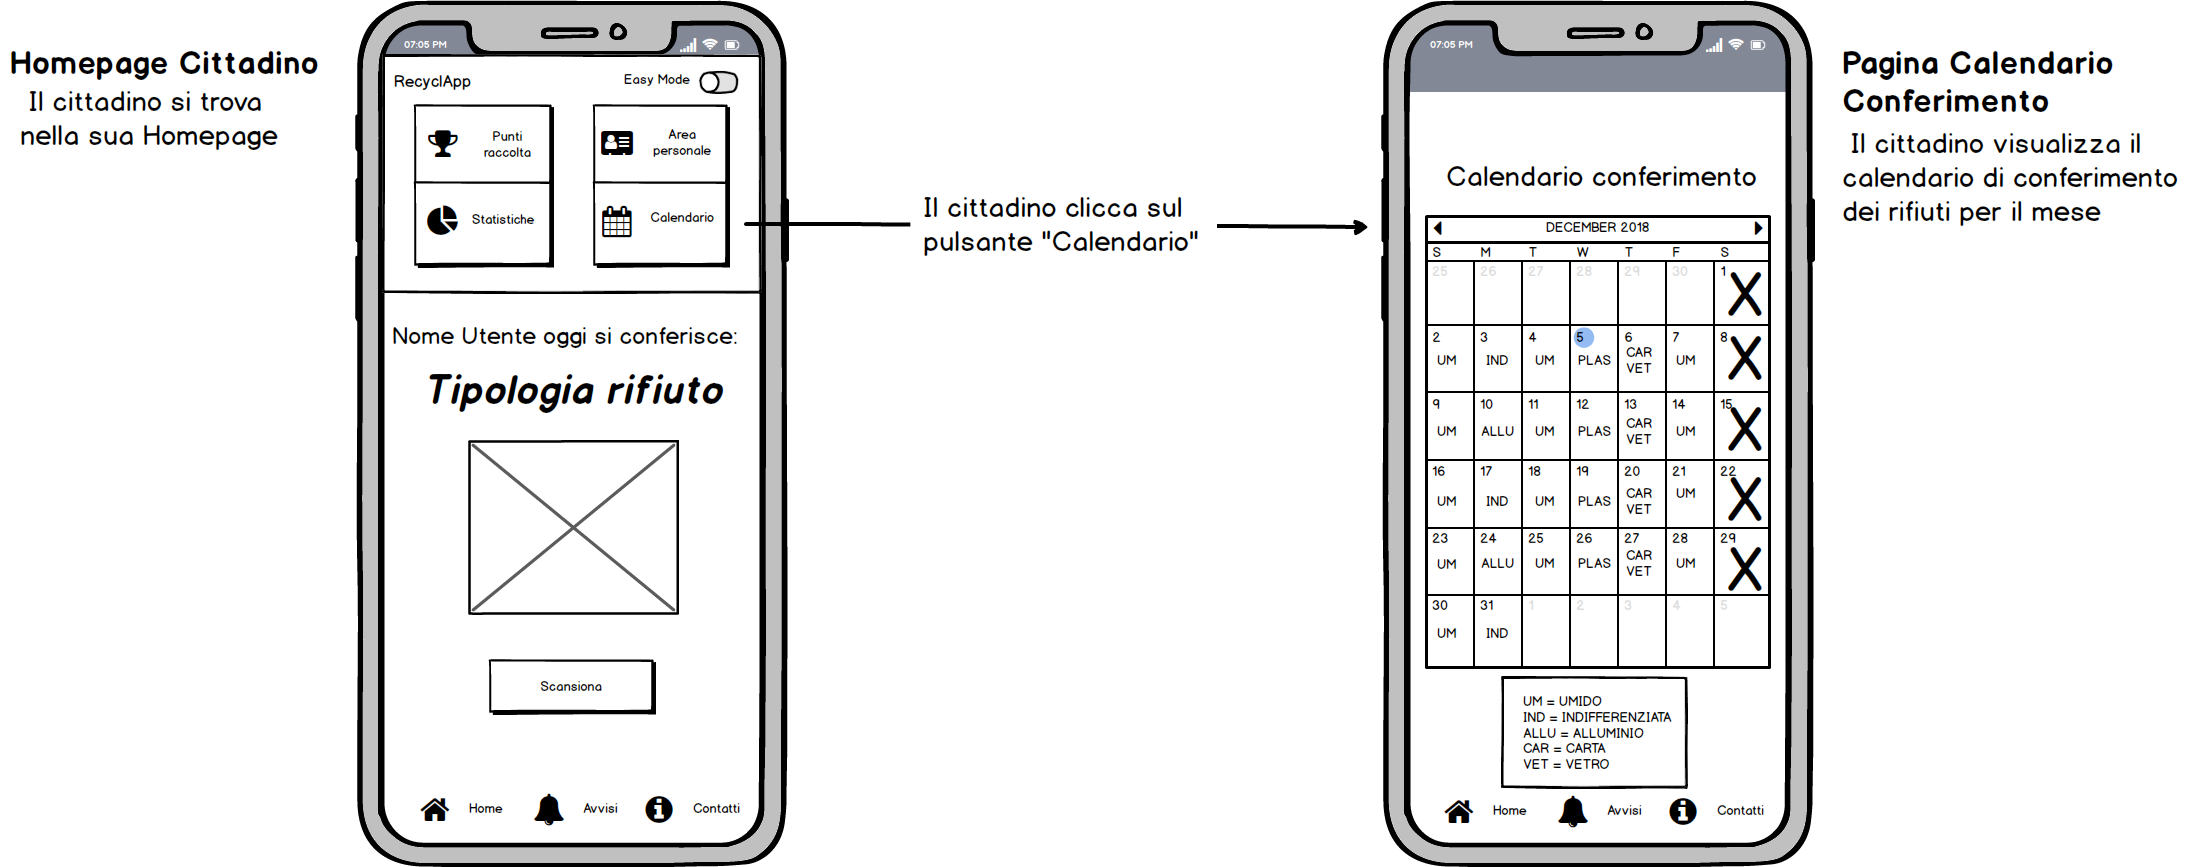 Homepage Cittadino
Il cittadino si trova
nella sua Homepage
07:05 PM
RecyclApp
Easy Mode
Punti
raccolta
Area
personale
Statistiche
Calendario
Nome Utente oggi si conferisce:
Tipologia rifiuto
Scansiona
Home Avvisi Contatti
Il cittadino clicca sul
pulsante "Calendario"
07:05 PM
Calendario conferimento
DECEMBER 2018
S M T W T F S
25 26 27 28 29 30 1
X
2 3 4 5 6 7 8
UM IND UM PLAS CAR VET UM X
9 10 11 12 13 14 15
UM ALLU UM PLAS CAR VET UM X
16 17 18 19 20 21 22
UM IND UM PLAS CAR VET UM X
23 24 25 26 27 28 29
UM ALLU UM PLAS CAR VET UM X
30 31 1 2 3 4 5
UM IND
UM = UMIDO
IND = INDIFFERENZIATA
ALLU = ALLUMINIO
CAR = CARTA
VET = VETRO
Home Avvisi Contatti
Pagina Calendario
Conferimento
Il cittadino visualizza il
calendario di conferimento
dei rifiuti per il mese